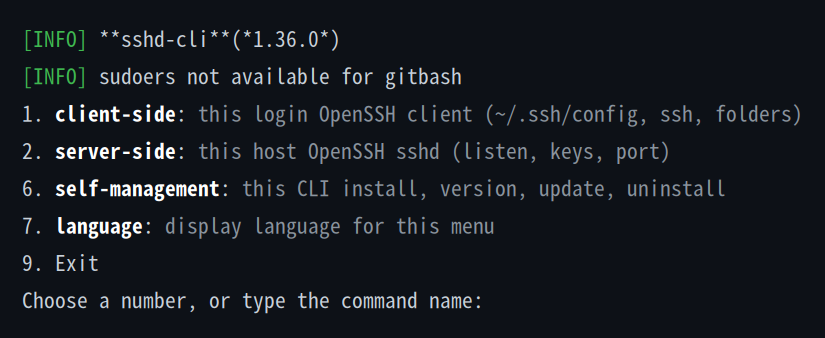 [INFO] **sshd-cli**(*1.36.0*)
[INFO] sudoers not available for gitbash
1. client-side: this login OpenSSH client (~/.ssh/config, ssh, folders)
2. server-side: this host OpenSSH sshd (listen, keys, port)
6. self-management: this CLI install, version, update, uninstall
7. language: display language for this menu
9. Exit
Choose a number, or type the command name: